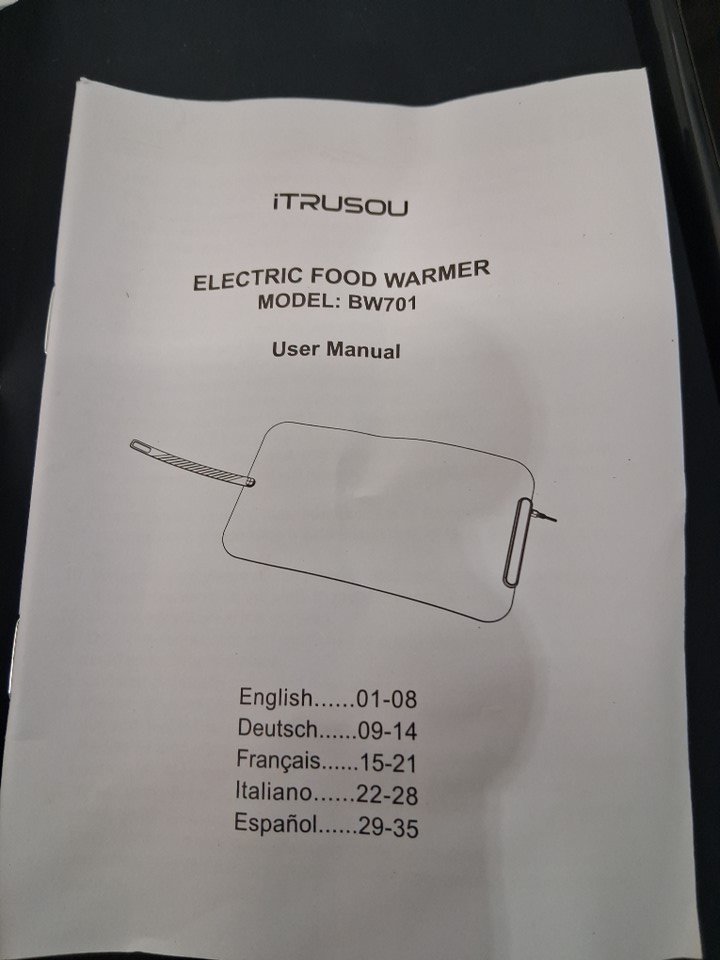 iTRUSOU
ELECTRIC FOOD WARMER
MODEL: BW701
User Manual
English......01-08
Deutsch......09-14
Français......15-21
Italiano......22-28
Español......29-35